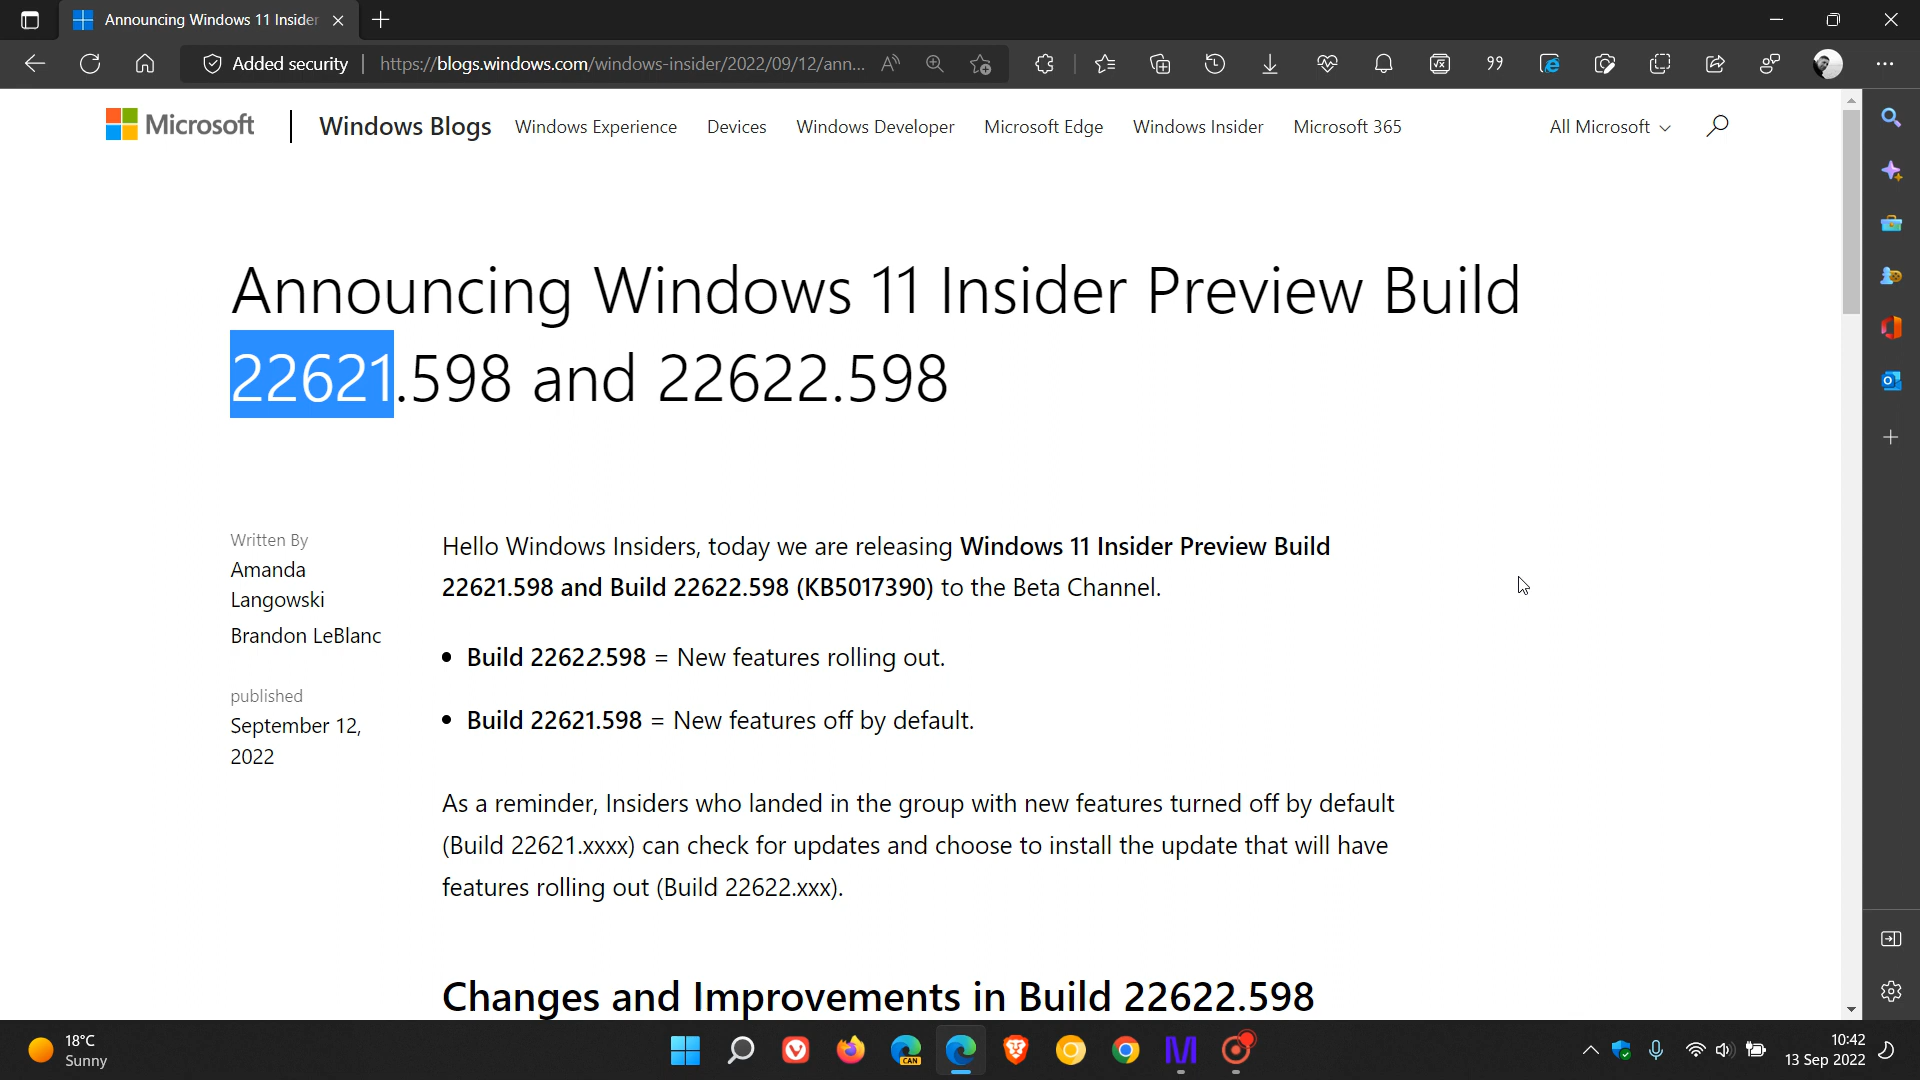 Announcing Windows 11 Insider
Added security
https://blogs.windows.com/windows-insider/2022/09/12/ann...
Microsoft
Windows Blogs
Windows Experience
Devices
Windows Developer
Microsoft Edge
Windows Insider
Microsoft 365
All Microsoft
Announcing Windows 11 Insider Preview Build
22621.598 and 22622.598
Written By
Amanda
Langowski
Brandon LeBlanc
published
September 12,
2022
Hello Windows Insiders, today we are releasing Windows 11 Insider Preview Build
22621.598 and Build 22622.598 (KB5017390) to the Beta Channel.
• Build 22622.598 = New features rolling out.
• Build 22621.598 = New features off by default.
As a reminder, Insiders who landed in the group with new features turned off by default
(Build 22621.xxxx) can check for updates and choose to install the update that will have
features rolling out (Build 22622.xxx).
Changes and Improvements in Build 22622.598
18°C
Sunny
CAN
10:42
13 Sep 2022